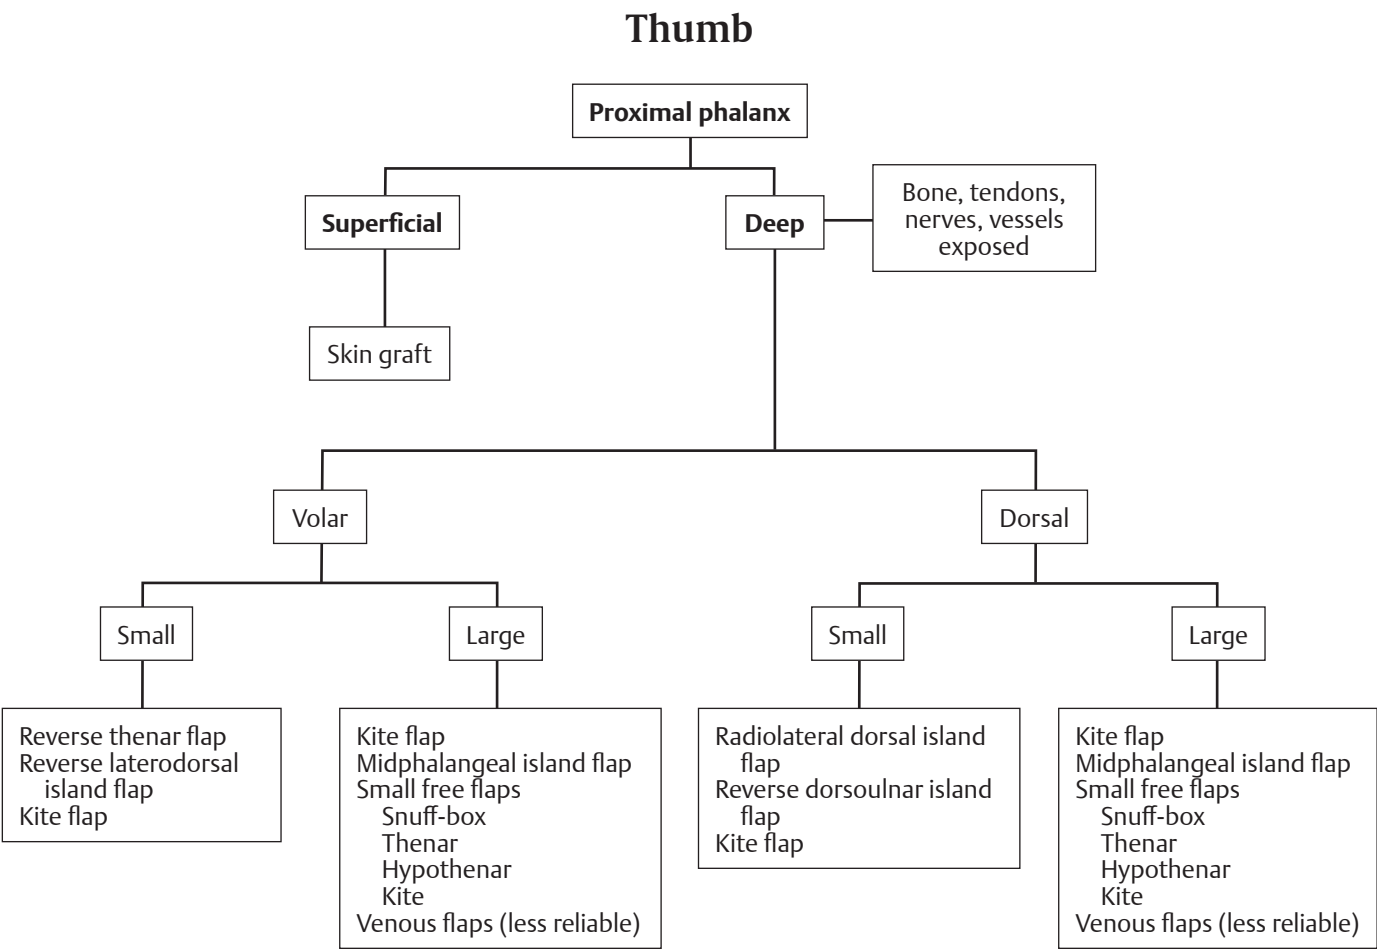 Thumb
Proximal phalanx
Superficial
Deep
Bone, tendons,
nerves, vessels
exposed
Skin graft
Volar
Dorsal
Small
Large
Small
Large
Reverse thenar flap
Reverse laterodorsal
island flap
Kite flap
Kite flap
Midphalangeal island flap
Small free flaps
Snuff-box
Thenar
Hypothenar
Kite
Venous flaps (less reliable)
Radiolateral dorsal island
flap
Reverse dorsoulnar island
flap
Kite flap
Kite flap
Midphalangeal island flap
Small free flaps
Snuff-box
Thenar
Hypothenar
Kite
Venous flaps (less reliable)